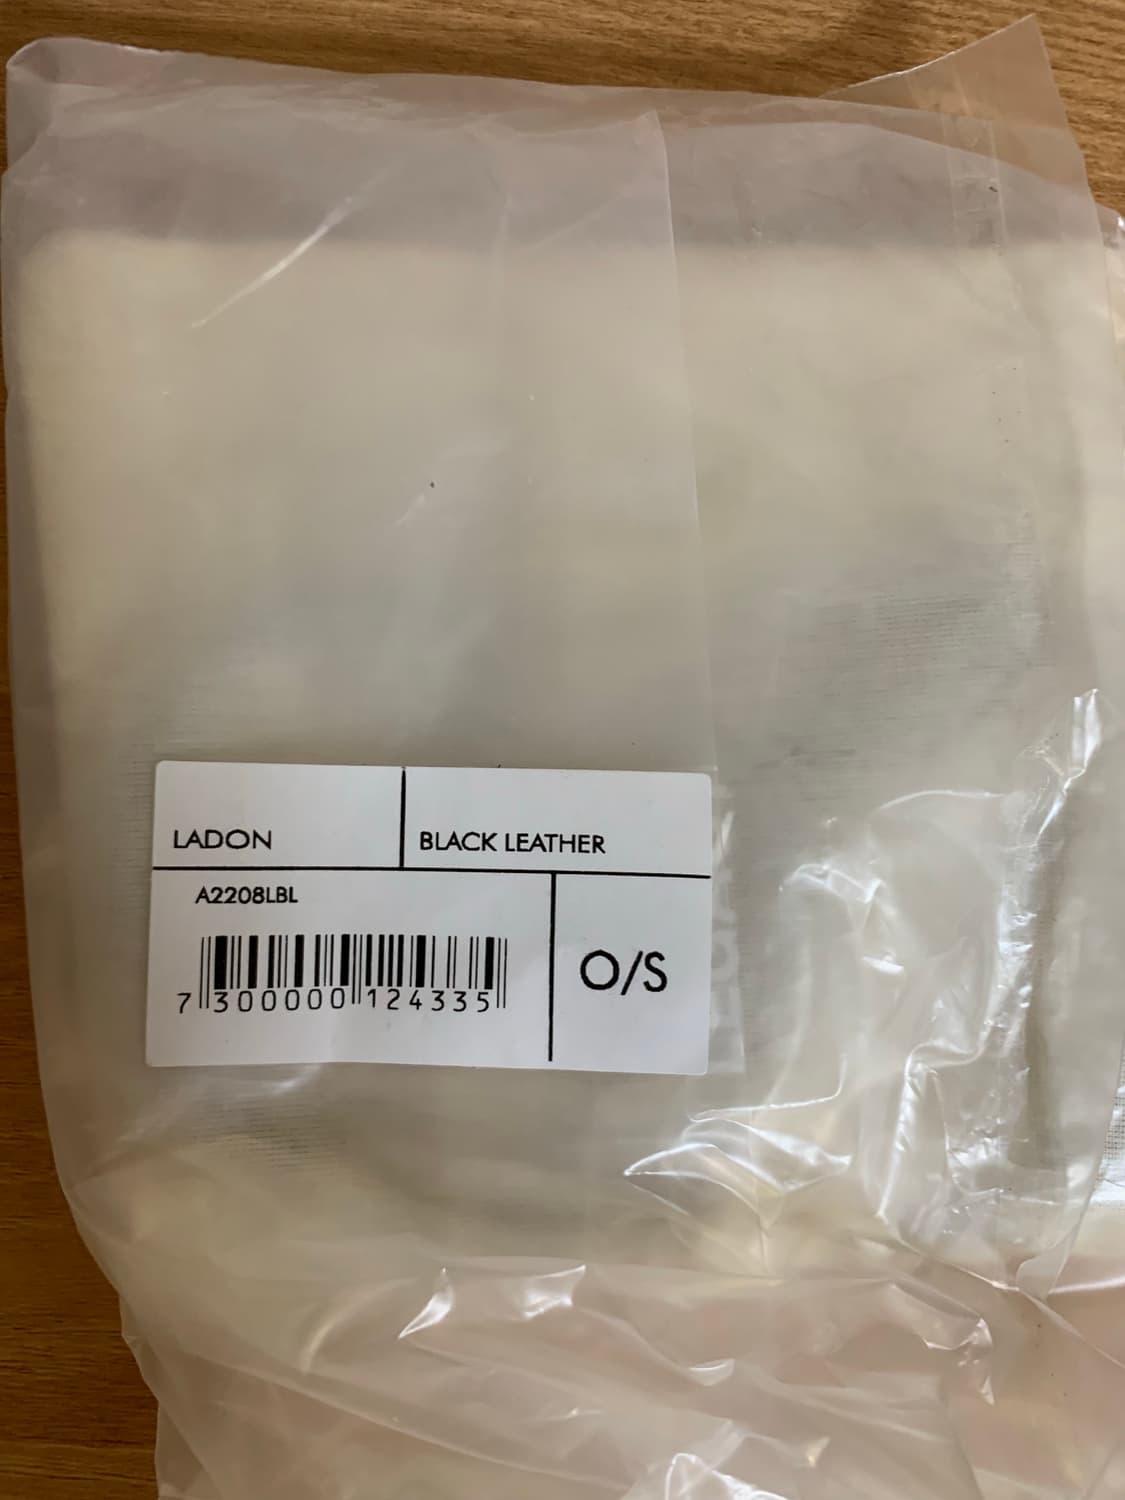 LADON
BLACK LEATHER
A2208LBL
7 300000 124335
O/S